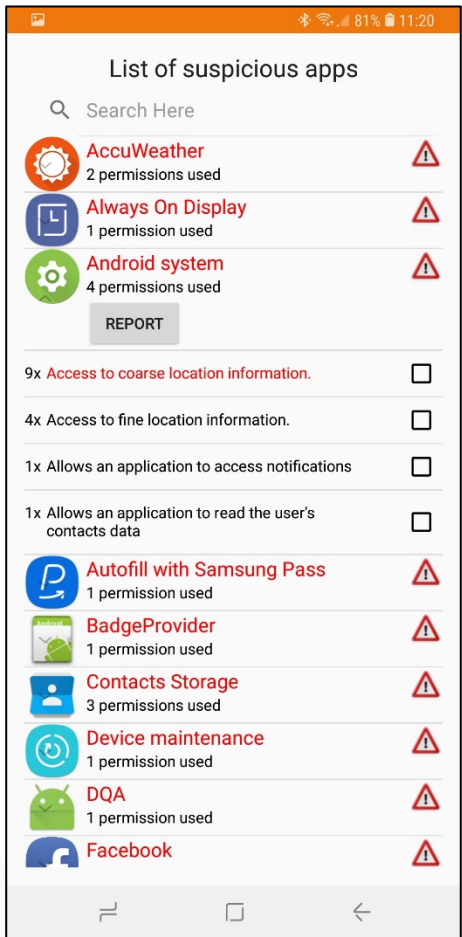 81% 11:20
List of suspicious apps
Search Here
AccuWeather
2 permissions used
Always On Display
1 permission used
Android system
4 permissions used
REPORT
9x Access to coarse location information.
4x Access to fine location information.
1x Allows an application to access notifications
1x Allows an application to read the user's
contacts data
Autofill with Samsung Pass
1 permission used
Android
BadgeProvider
1 permission used
Contacts Storage
3 permissions used
Device maintenance
1 permission used
DQA
1 permission used
Facebook